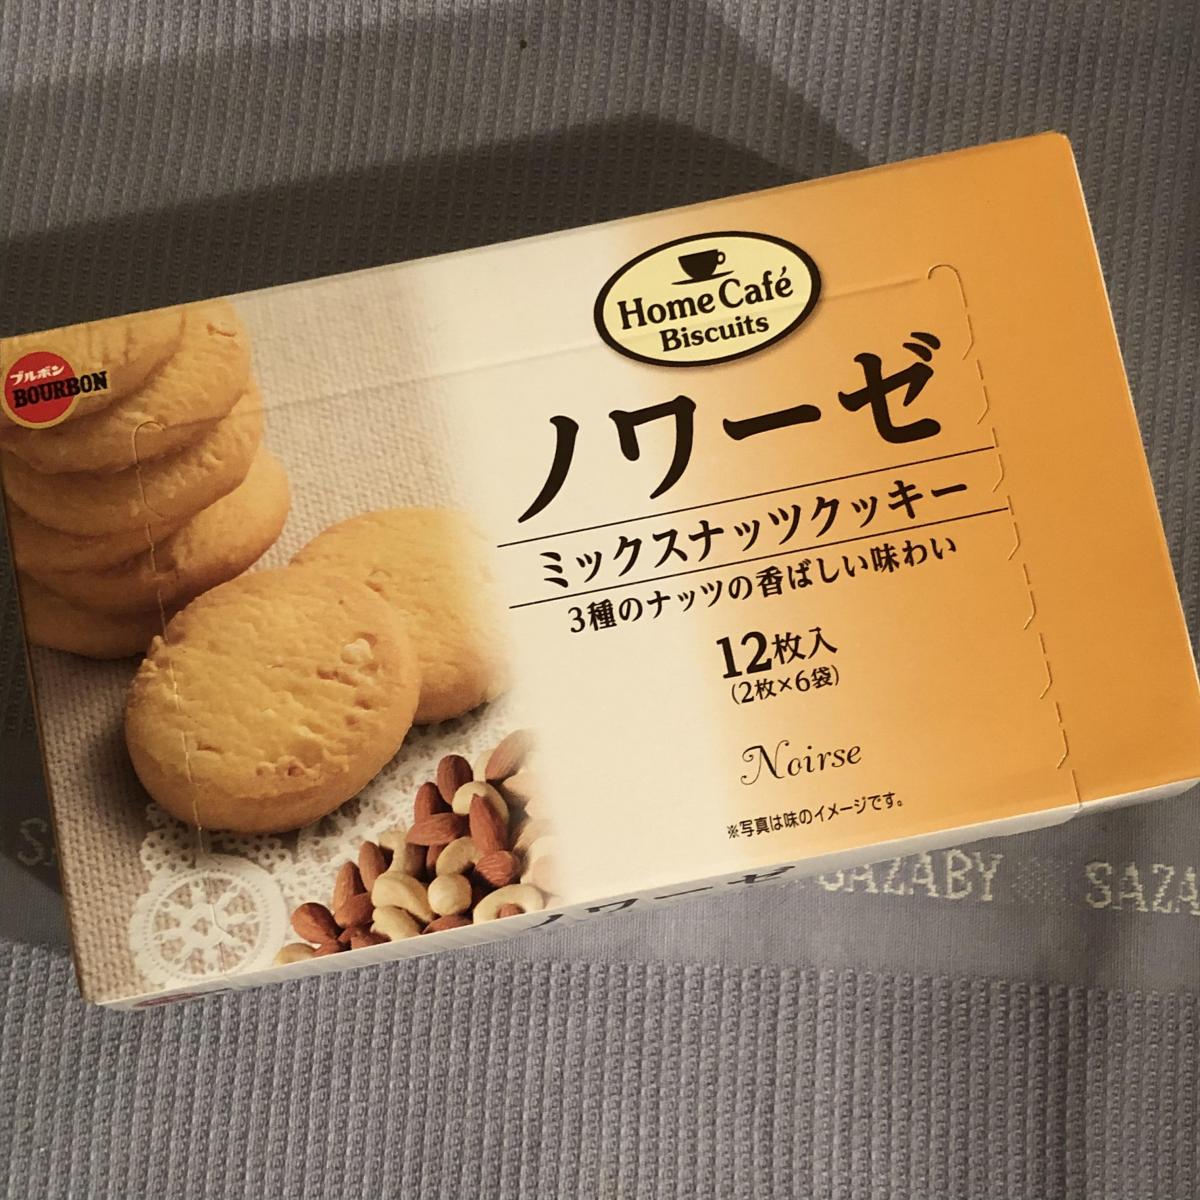 Home Café
Biscuits
ブルボン
BOURBON
ノワーゼ
ミックスナッツクッキー
3種のナッツの香ばしい味わい
12枚入
(2枚×6袋)
Noirse
※写真は味のイメージです。
ノワーゼ
SAZABY